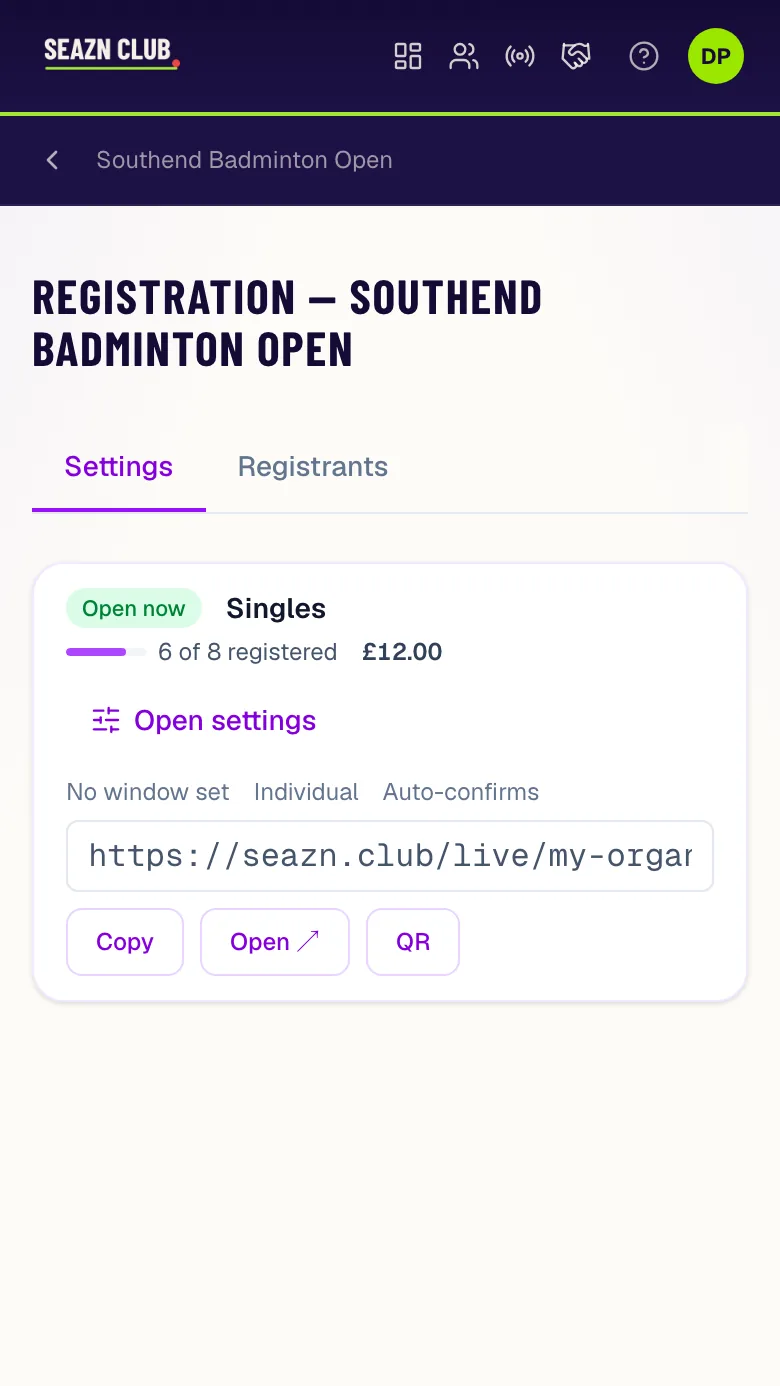 SEAZN CLUB
DP
Southend Badminton Open
REGISTRATION — SOUTHEND
BADMINTON OPEN
Settings Registrants
Open now Singles
6 of 8 registered £12.00
Open settings
No window set Individual Auto-confirms
https://seazn.club/live/my-organ
Copy Open ↗ QR